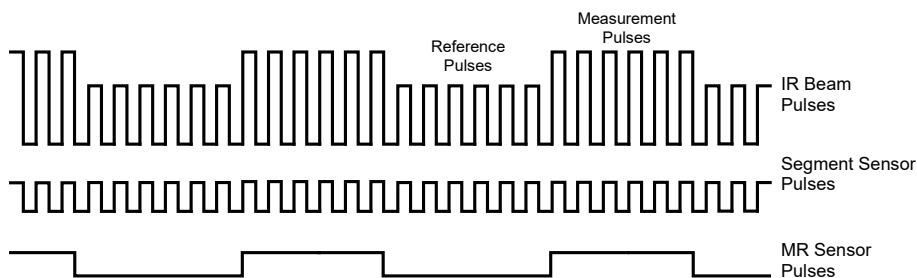 Measurement
Pulses
Reference
Pulses
IR Beam
Pulses
Segment Sensor
Pulses
MR Sensor
Pulses